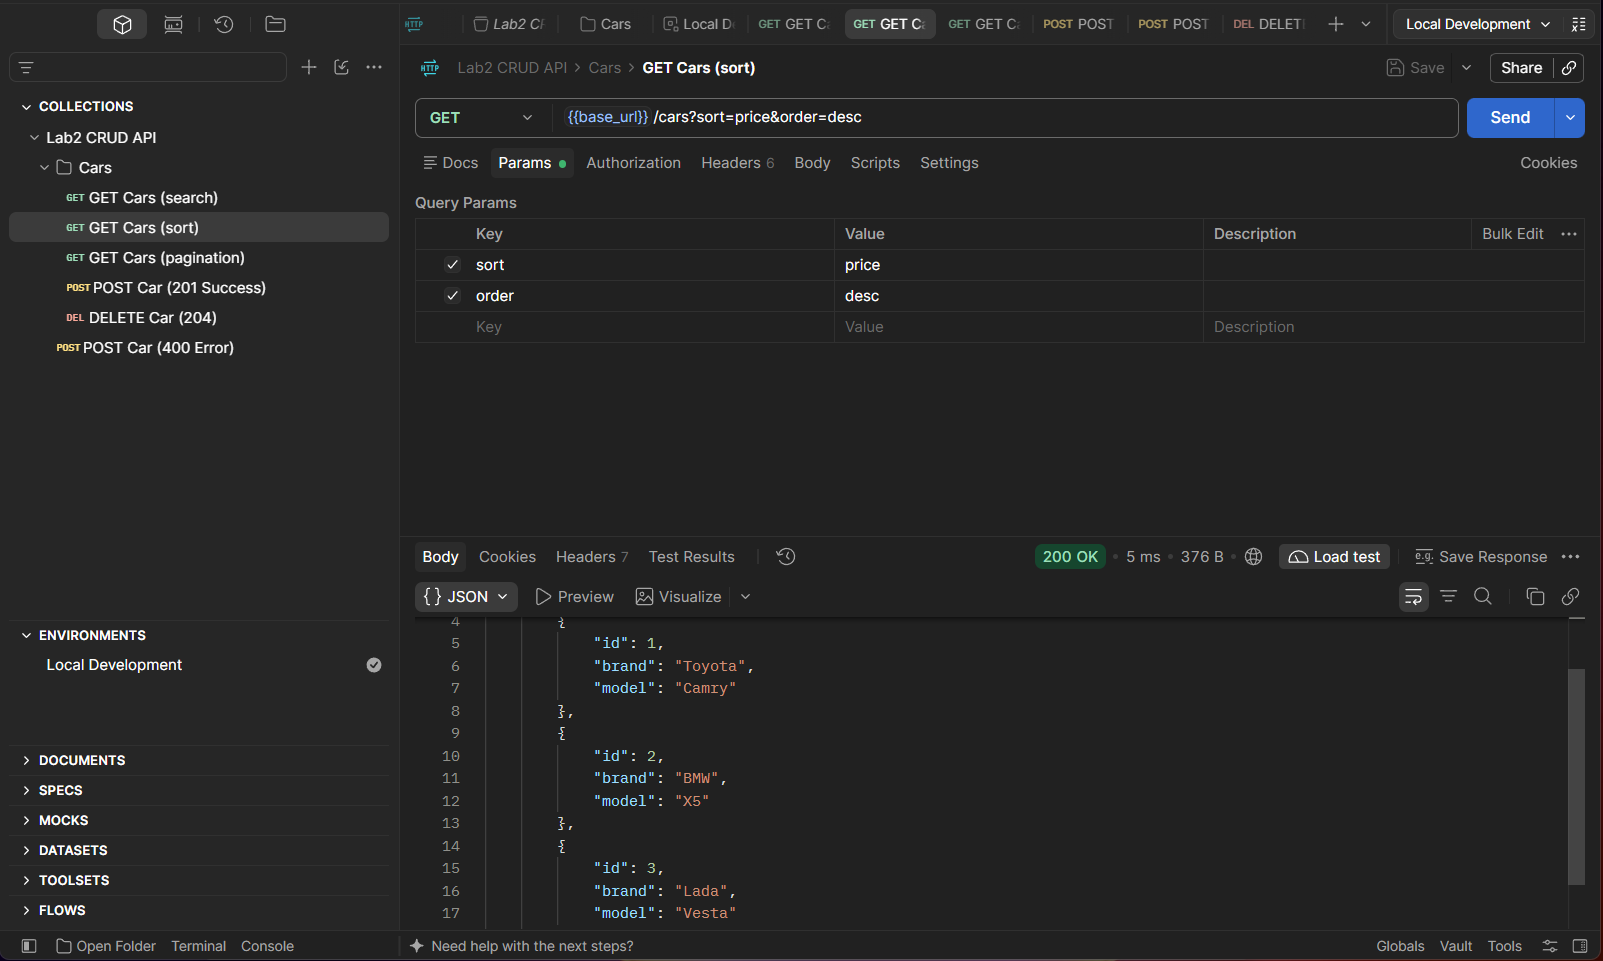 HTTP
Lab2 CF
Cars
Local D
GET GET Ca
GET GET Ca
GET GET Ca
POST POST
POST POST
DEL DELET
Local Development
HTTP Lab2 CRUD API > Cars > GET Cars (sort)
Save
Share
COLLECTIONS
Lab2 CRUD API
Cars
GET GET Cars (search)
GET GET Cars (sort)
GET GET Cars (pagination)
POST POST Car (201 Success)
DEL DELETE Car (204)
POST POST Car (400 Error)
ENVIRONMENTS
Local Development
DOCUMENTS
SPECS
MOCKS
DATASETS
TOOLSETS
FLOWS
GET {{base_url}} /cars?sort=price&order=desc
Send
Docs Params Authorization Headers 6 Body Scripts Settings
Cookies
Query Params
Key Value Description Bulk Edit
sort price
order desc
Key Value Description
Body Cookies Headers 7 Test Results
200 OK • 5 ms • 376 B •
Load test
e.g. Save Response
{} JSON Preview Visualize
4 {
5 "id": 1,
6 "brand": "Toyota",
7 "model": "Camry"
8 },
9 {
10 "id": 2,
11 "brand": "BMW",
12 "model": "X5"
13 },
14 {
15 "id": 3,
16 "brand": "Lada",
17 "model": "Vesta"
Open Folder Terminal Console
Need help with the next steps?
Globals Vault Tools